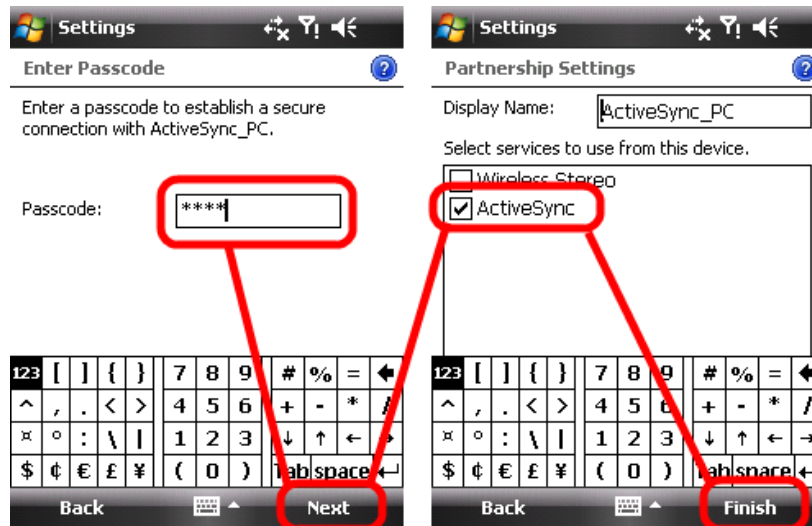 Settings
Enter Passcode
Enter a passcode to establish a secure
connection with ActiveSync_PC.
Passcode: ****
123 [ ] { } 7 8 9 # % = 🡄
^ , . < > 4 5 6 + - * /
¤ ° : \ | 1 2 3 ↓ ↑ ← →
$ ¢ € £ ¥ ( 0 ) Tab space ↵
Back Next
Settings
Partnership Settings
Display Name: ActiveSync_PC
Select services to use from this device.
Wireless Stereo
ActiveSync
123 [ ] { } 7 8 9 # % = 🡄
^ , . < > 4 5 6 + - * /
¤ ° : \ | 1 2 3 ↓ ↑ ← →
$ ¢ € £ ¥ ( 0 ) Tab space ↵
Back Finish